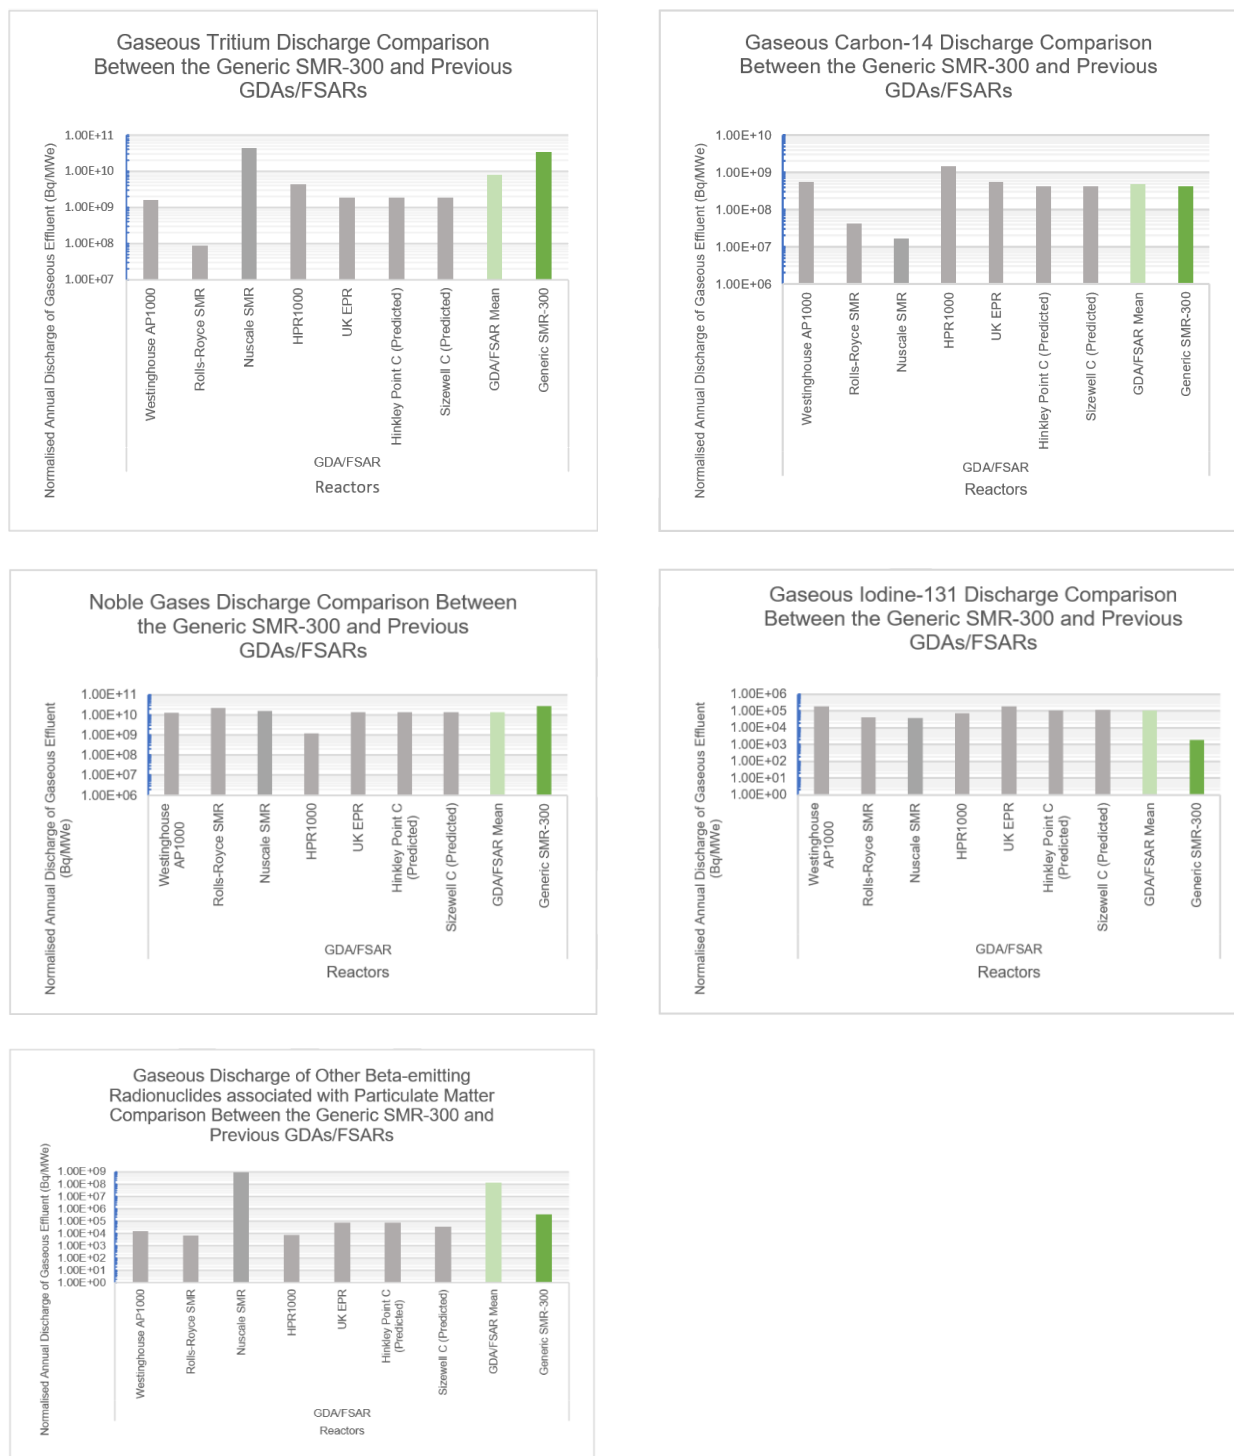 Gaseous Tritium Discharge Comparison
Between the Generic SMR-300 and Previous
GDAs/FSARs
Normalised Annual Discharge of Gaseous Effluent (Bq/MWe)
1.00E+11
1.00E+10
1.00E+09
1.00E+08
1.00E+07
Westinghouse AP1000
Rolls-Royce SMR
Nuscale SMR
HPR1000
UK EPR
Hinkley Point C (Predicted)
Sizewell C (Predicted)
GDA/FSAR Mean
Generic SMR-300
GDA/FSAR
Reactors
Gaseous Carbon-14 Discharge Comparison
Between the Generic SMR-300 and Previous
GDAs/FSARs
Normalised Annual Discharge of Gaseous Effluent (Bq/MWe)
1.00E+10
1.00E+09
1.00E+08
1.00E+07
1.00E+06
Westinghouse AP1000
Rolls-Royce SMR
Nuscale SMR
HPR1000
UK EPR
Hinkley Point C (Predicted)
Sizewell C (Predicted)
GDA/FSAR Mean
Generic SMR-300
GDA/FSAR
Reactors
Noble Gases Discharge Comparison Between
the Generic SMR-300 and Previous
GDAs/FSARs
Normalised Annual Discharge of Gaseous Effluent
(Bq/MWe)
1.00E+11
1.00E+10
1.00E+09
1.00E+08
1.00E+07
1.00E+06
Westinghouse
AP1000
Rolls-Royce SMR
Nuscale SMR
HPR1000
UK EPR
Hinkley Point C
(Predicted)
Sizewell C (Predicted)
GDA/FSAR Mean
Generic SMR-300
GDA/FSAR
Reactors
Gaseous Iodine-131 Discharge Comparison
Between the Generic SMR-300 and Previous
GDAs/FSARs
Normalised Annual Discharge of Gaseous Effluent
(Bq/MWe)
1.00E+06
1.00E+05
1.00E+04
1.00E+03
1.00E+02
1.00E+01
1.00E+00
Westinghouse
AP1000
Rolls-Royce SMR
Nuscale SMR
HPR1000
UK EPR
Hinkley Point C
(Predicted)
Sizewell C (Predicted)
GDA/FSAR Mean
Generic SMR-300
GDA/FSAR
Reactors
Gaseous Discharge of Other Beta-emitting
Radionuclides associated with Particulate Matter
Comparison Between the Generic SMR-300 and
Previous GDAs/FSARs
Normalised Annual Discharge of Gaseous Effluent (Bq/MWe)
1.00E+09
1.00E+08
1.00E+07
1.00E+06
1.00E+05
1.00E+04
1.00E+03
1.00E+02
1.00E+01
1.00E+00
Westinghouse AP1000
Rolls-Royce SMR
Nuscale SMR
HPR1000
UK EPR
Hinkley Point C
(Predicted)
Sizewell C (Predicted)
GDA/FSAR Mean
Generic SMR-300
GDA/FSAR
Reactors